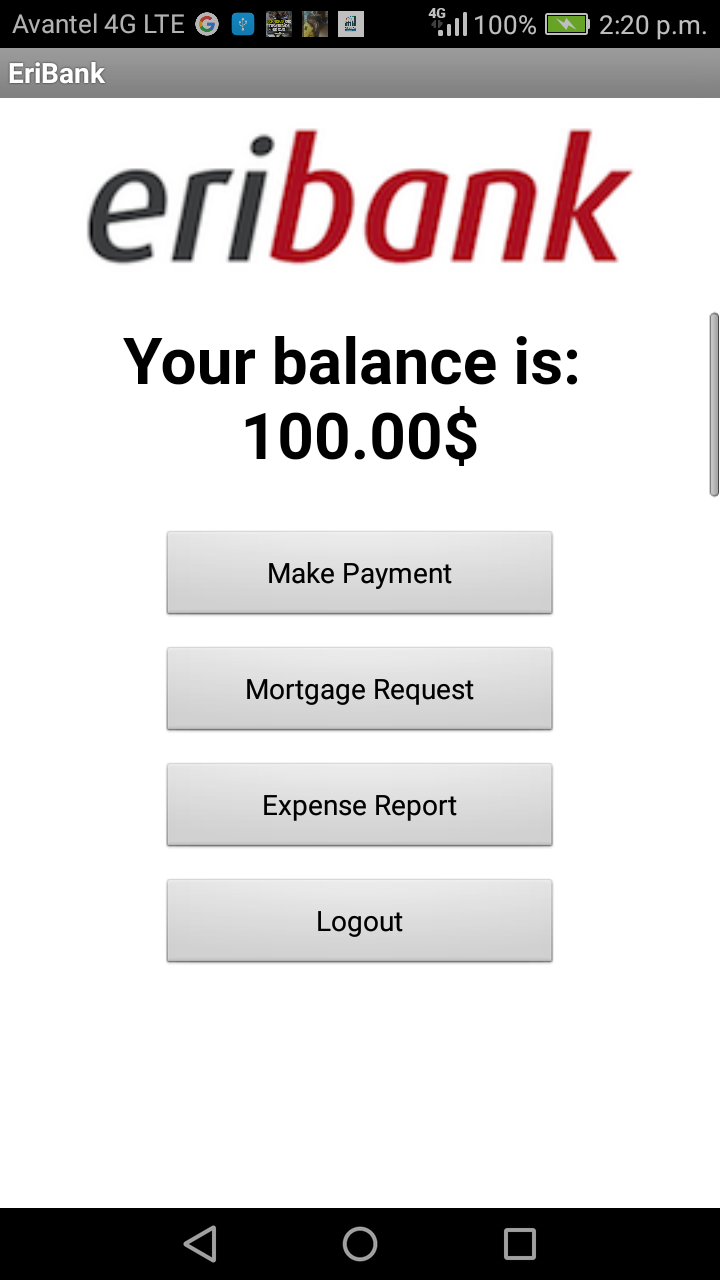 Avantel 4G LTE 4G 100% 2:20 p.m.
EriBank
eribank
Your balance is:
100.00$
Make Payment
Mortgage Request
Expense Report
Logout